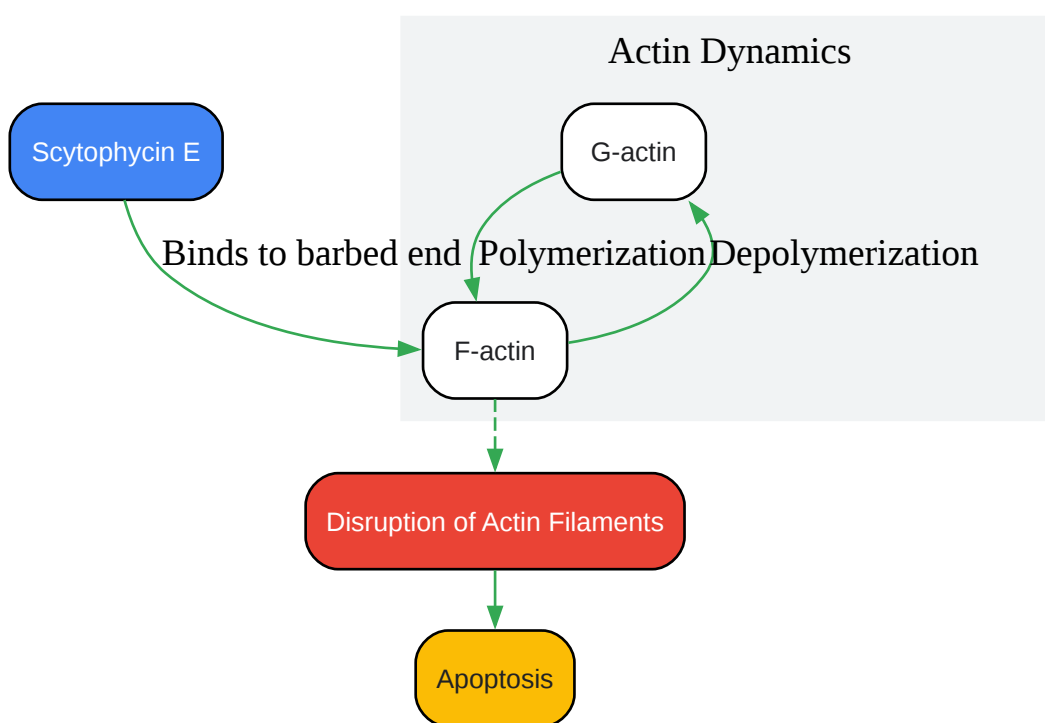 Actin Dynamics
Scytophycin E
G-actin
Binds to barbed end
Polymerization
Depolymerization
F-actin
Disruption of Actin Filaments
Apoptosis